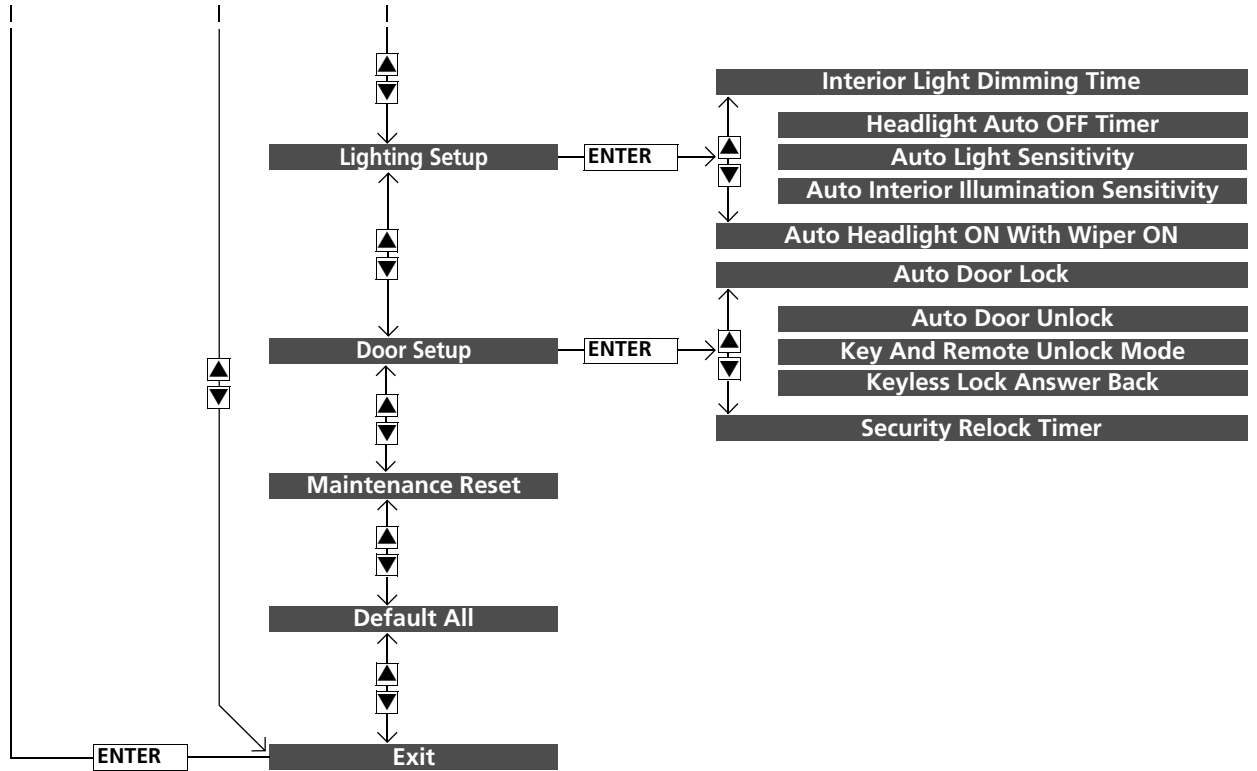 Interior Light Dimming Time
Headlight Auto OFF Timer
Lighting Setup
ENTER
Auto Light Sensitivity
Auto Interior Illumination Sensitivity
Auto Headlight ON With Wiper ON
Auto Door Lock
Auto Door Unlock
Door Setup
ENTER
Key And Remote Unlock Mode
Keyless Lock Answer Back
Security Relock Timer
Maintenance Reset
Default All
ENTER
Exit